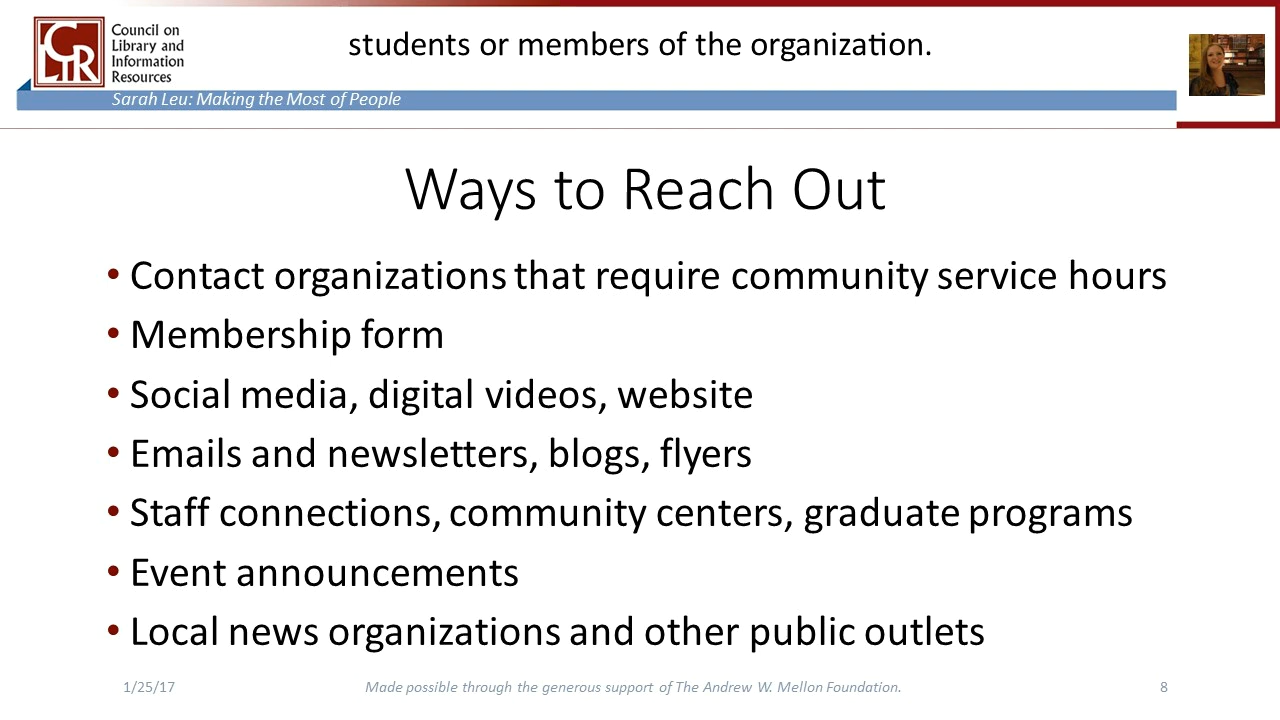 CLIR
Council on
Library and
Information
Resources
students or members of the organization.
Sarah Leu: Making the Most of People
Ways to Reach Out
• Contact organizations that require community service hours
• Membership form
• Social media, digital videos, website
• Emails and newsletters, blogs, flyers
• Staff connections, community centers, graduate programs
• Event announcements
• Local news organizations and other public outlets
1/25/17
Made possible through the generous support of The Andrew W. Mellon Foundation.
8